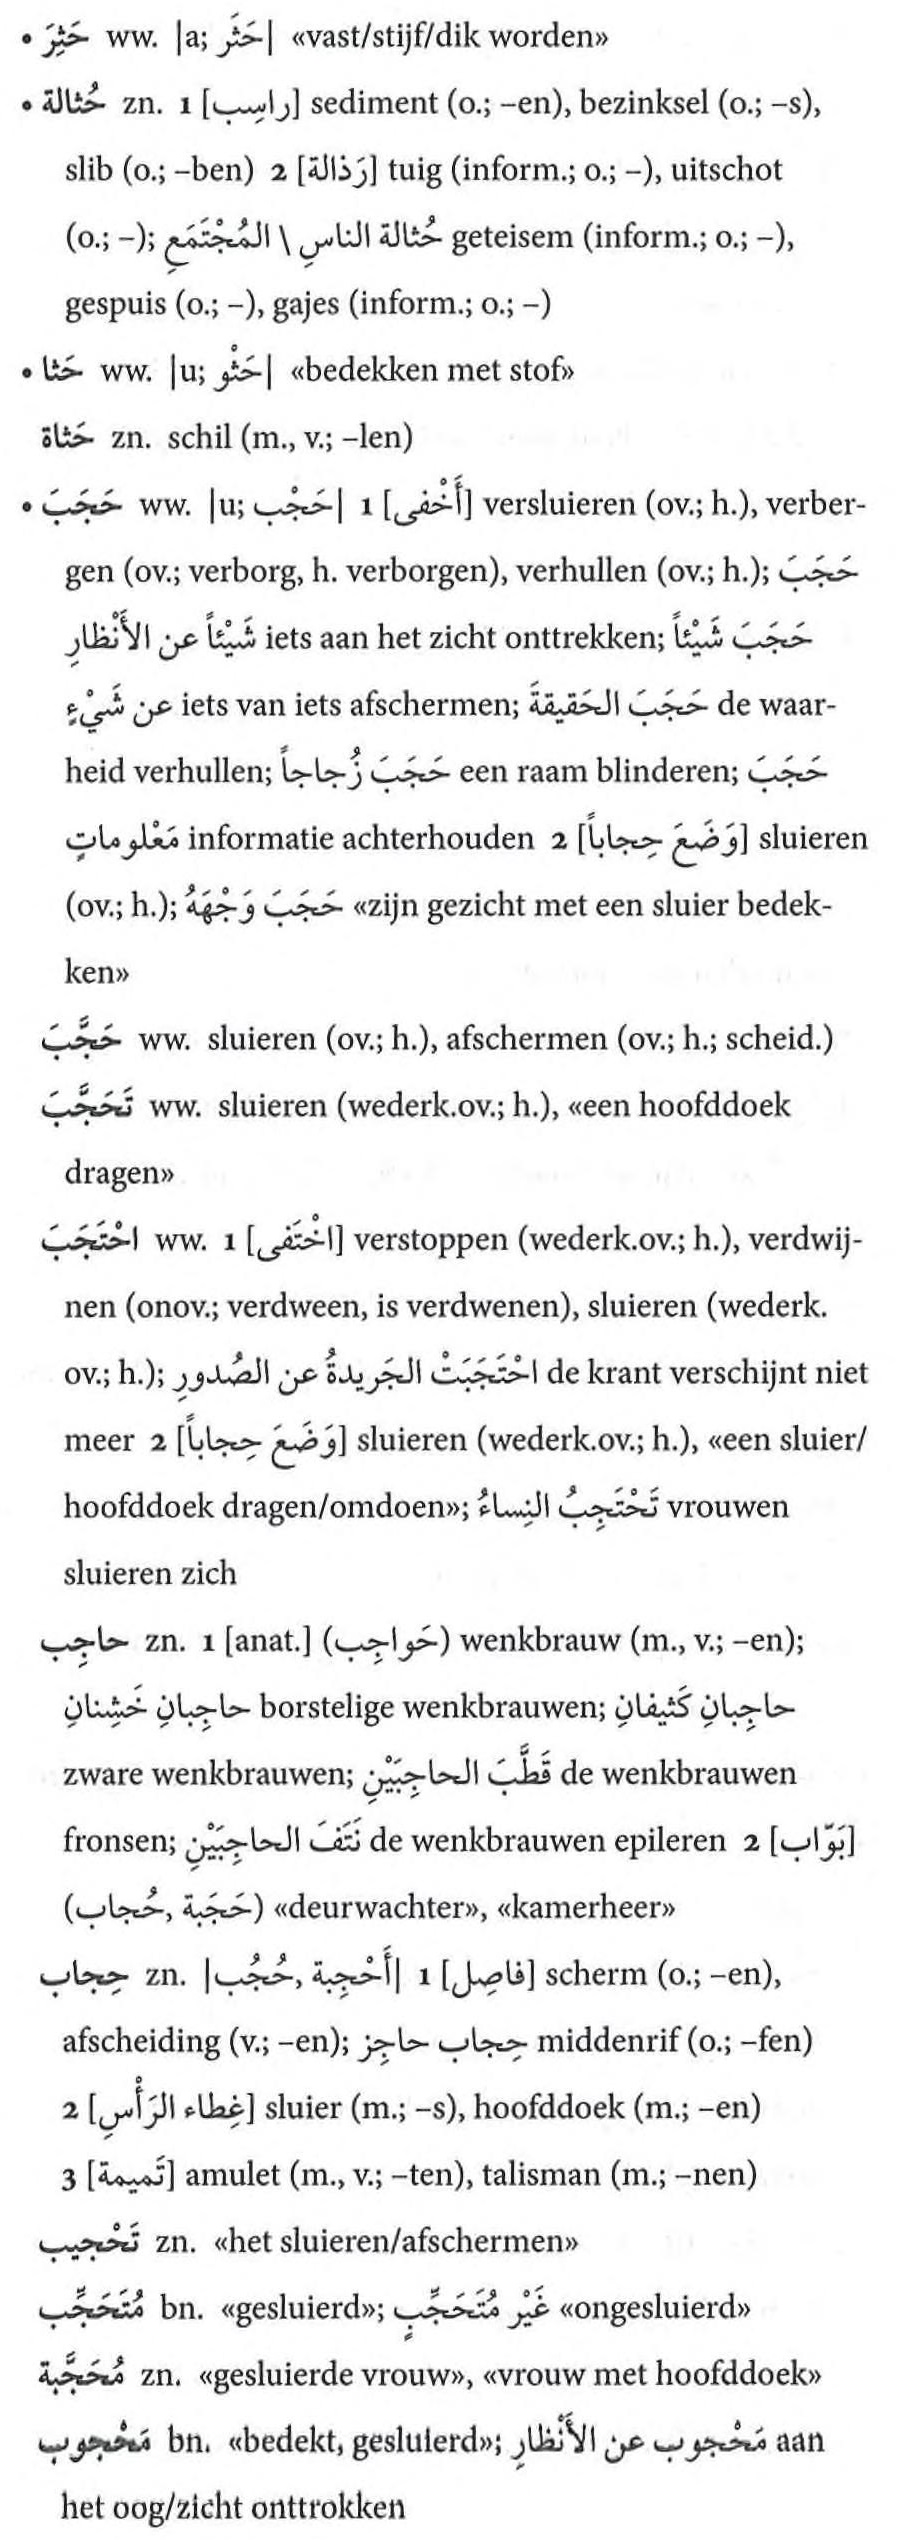 • حَثِرَ ww. |a; حَثَر| «vast/stijf/dik worden»
• حُثالة zn. 1 [راسِب] sediment (o.; –en), bezinksel (o.; –s),
slib (o.; –ben) 2 [رَذالة] tuig (inform.; o.; –), uitschot
(o.; –); حُثالة الناسِ \ المُجْتَمَعِ geteisem (inform.; o.; –),
gespuis (o.; –), gajes (inform.; o.; –)
• حَثا ww. |u; حَثْو| «bedekken met stof»
حَثاة zn. schil (m., v.; –len)
• حَجَبَ ww. |u; حَجْب| 1 [أَخْفى] versluieren (ov.; h.), verber-
gen (ov.; verborg, h. verborgen), verhullen (ov.; h.); حَجَبَ
شَيْئاً عن الأَنْظارِ iets aan het zicht onttrekken; حَجَبَ شَيْئاً
عن شَيْءٍ iets van iets afschermen; حَجَبَ الحَقيقةَ de waar-
heid verhullen; حَجَبَ زُجاجاً een raam blinderen; حَجَبَ
مَعْلوماتٍ informatie achterhouden 2 [وَضَعَ حِجاباً] sluieren
(ov.; h.); حَجَبَ وَجْهَهُ «zijn gezicht met een sluier bedek-
ken»
حَجَّبَ ww. sluieren (ov.; h.), afschermen (ov.; h.; scheid.)
تَحَجَّبَ ww. sluieren (wederk.ov.; h.), «een hoofddoek
dragen»
احْتَجَبَ ww. 1 [اخْتَفى] verstoppen (wederk.ov.; h.), verdwij-
nen (onov.; verdween, is verdwenen), sluieren (wederk.
ov.; h.); احْتَجَبَتْ الجَريدةُ عن الصُدورِ de krant verschijnt niet
meer 2 [وَضَعَ حِجاباً] sluieren (wederk.ov.; h.), «een sluier/
hoofddoek dragen/omdoen»; تَحْتَجِبُ النِساءُ vrouwen
sluieren zich
حاجِب zn. 1 [anat.] (حَواجِب) wenkbrauw (m., v.; –en);
حاجِبانِ خَشِنانِ borstelige wenkbrauwen; حاجِبانِ كَثيفانِ
zware wenkbrauwen; قَطَّبَ الحاجِبَيْنِ de wenkbrauwen
fronsen; نَتَفَ الحاجِبَيْنِ de wenkbrauwen epileren 2 [بَوّاب]
(حَجَبة, حُجاب) «deurwachter», «kamerheer»
حِجاب zn. |أَحْجِبة, حُجُب| 1 [فاصِل] scherm (o.; –en),
afscheiding (v.; –en); حِجاب حاجِز middenrif (o.; –fen)
2 [غِطاء الرَأْسِ] sluier (m.; –s), hoofddoek (m.; –en)
3 [تَميمة] amulet (m., v.; –ten), talisman (m.; –nen)
تَحْجيب zn. «het sluieren/afschermen»
مُتَحَجِّب bn. «gesluierd»; غَيْر مُتَحَجِّبٍ «ongesluierd»
مُحَجَّبة zn. «gesluierde vrouw», «vrouw met hoofddoek»
مَحْجوب bn. «bedekt, gesluierd»; مَحْجوب عن الأَنْظارِ aan
het oog/zicht onttrokken